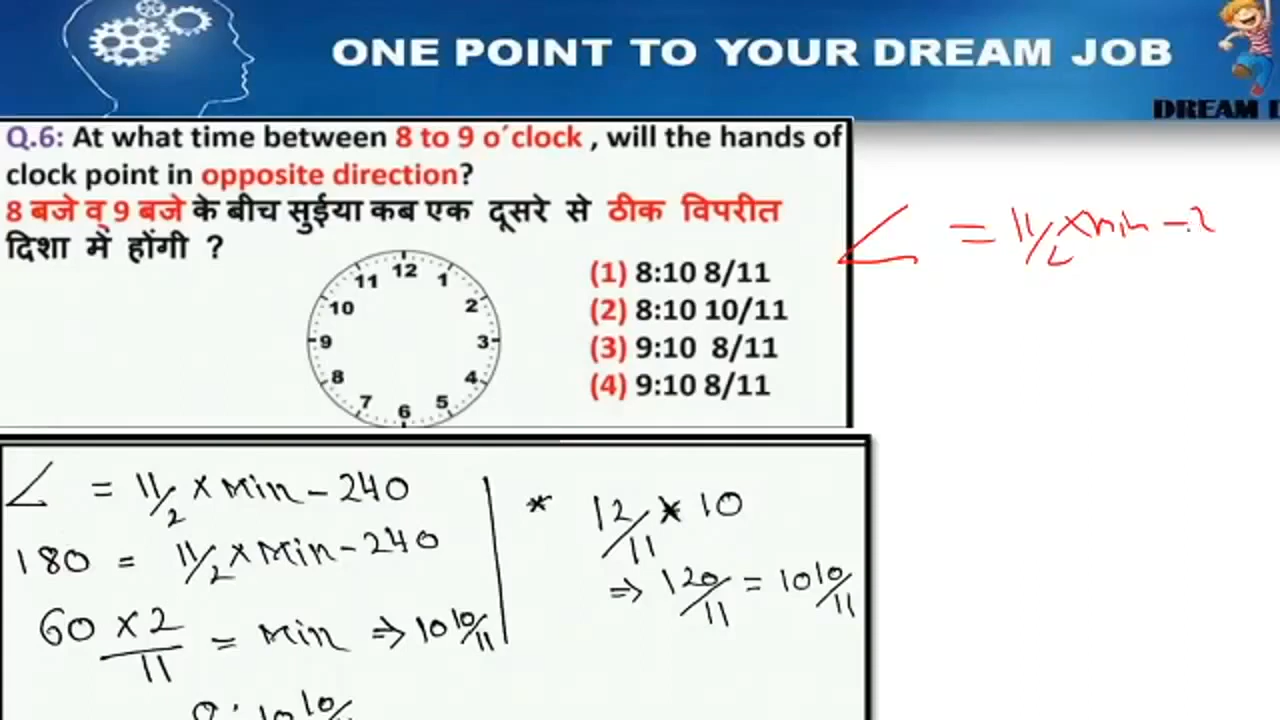 ONE POINT TO YOUR DREAM JOB
DREAM
Q.6: At what time between 8 to 9 o´clock , will the hands of
clock point in opposite direction?
8 बजे व् 9 बजे के बीच सुईया कब एक दूसरे से ठीक विपरीत
दिशा में होंगी ?
12
1
2
3
4
5
6
7
8
9
10
11
(1) 8:10 8/11
(2) 8:10 10/11
(3) 9:10 8/11
(4) 9:10 8/11
∠ = 11/2 × min - 2
∠ = 11/2 × Min - 240
180 = 11/2 × Min - 240
60 × 2/11 = Min ⇒ 10 10/11
* 12/11 × 10
⇒ 120/11 = 10 10/11